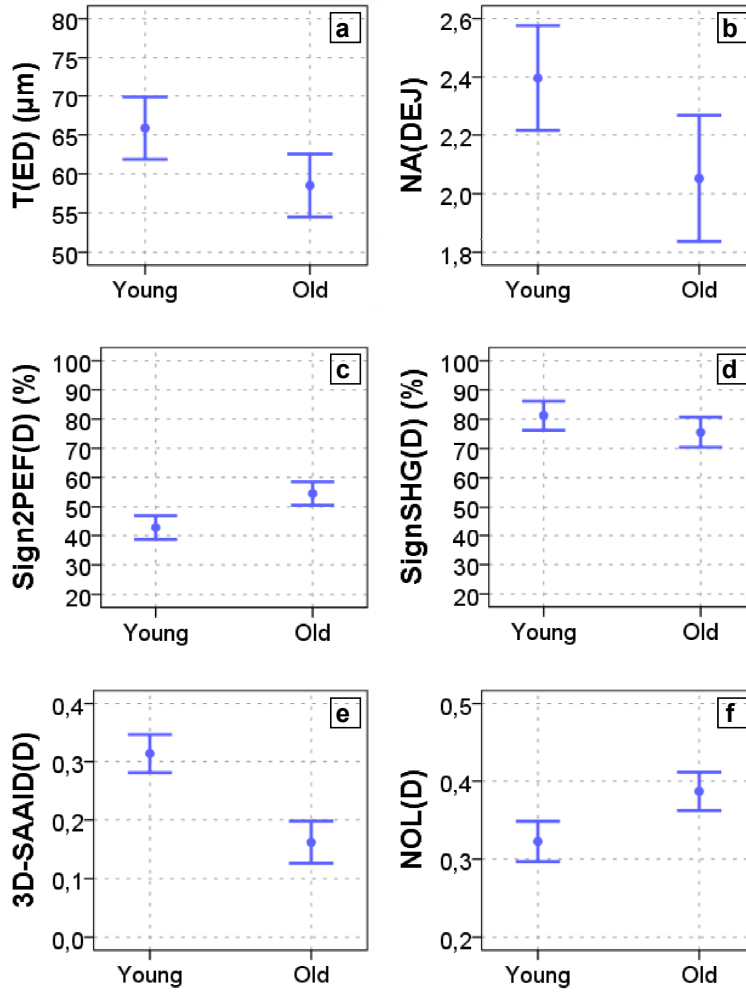 a
T(ED) (µm)
80
75
70
65
60
55
50
Young Old
b
NA(DEJ)
2,6
2,4
2,2
2,0
1,8
Young Old
c
Sign2PEF(D) (%)
100
90
80
70
60
50
40
30
20
Young Old
d
SignSHG(D) (%)
100
90
80
70
60
50
40
30
20
Young Old
e
3D-SAAID(D)
0,4
0,3
0,2
0,1
0,0
Young Old
f
NOL(D)
0,5
0,4
0,3
0,2
Young Old